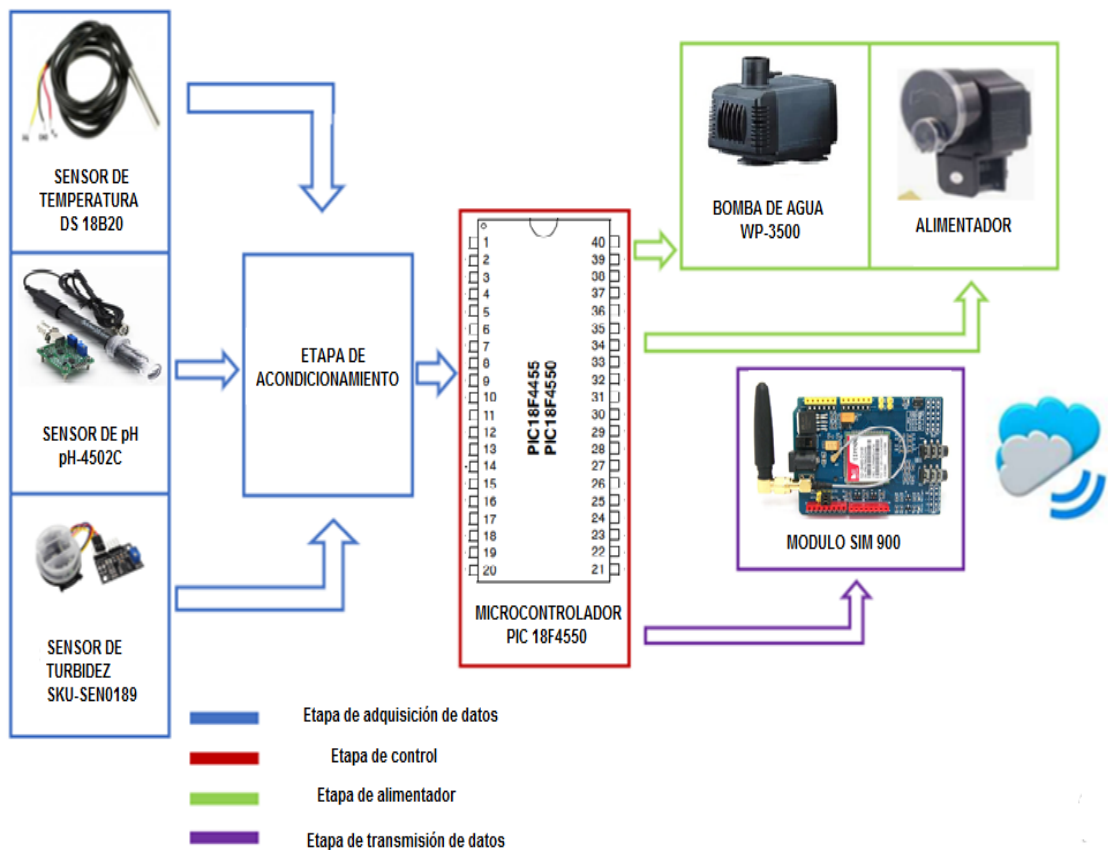 SENSOR DE
TEMPERATURA
DS 18B20
SENSOR DE pH
pH-4502C
SENSOR DE
TURBIDEZ
SKU-SEN0189
ETAPA DE
ACONDICIONAMIENTO
1
2
3
4
5
6
7
8
9
10
11
12
13
14
15
16
17
18
19
20
40
39
38
37
36
35
34
33
32
31
30
29
28
27
26
25
24
23
22
21
PIC18F4455
PIC18F4550
MICROCONTROLADOR
PIC 18F4550
BOMBA DE AGUA
WP-3500
ALIMENTADOR
MODULO SIM 900
Etapa de adquisición de datos
Etapa de control
Etapa de alimentador
Etapa de transmisión de datos